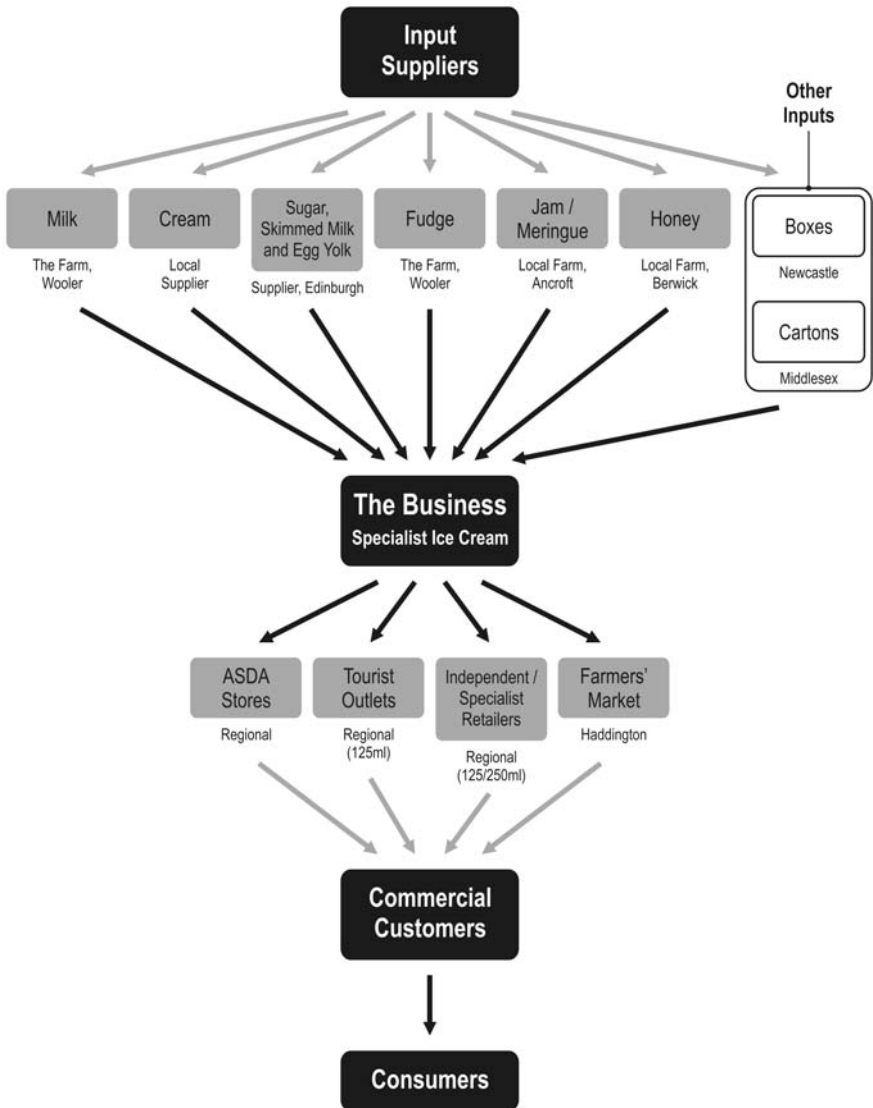 Input
Suppliers
Other
Inputs
Milk
The Farm,
Wooler
Cream
Local
Supplier
Sugar,
Skimmed Milk
and Egg Yolk
Supplier, Edinburgh
Fudge
The Farm,
Wooler
Jam /
Meringue
Local Farm,
Ancroft
Honey
Local Farm,
Berwick
Boxes
Newcastle
Cartons
Middlesex
The Business
Specialist Ice Cream
ASDA
Stores
Regional
Tourist
Outlets
Regional
(125ml)
Independent /
Specialist
Retailers
Regional
(125/250ml)
Farmers'
Market
Haddington
Commercial
Customers
Consumers